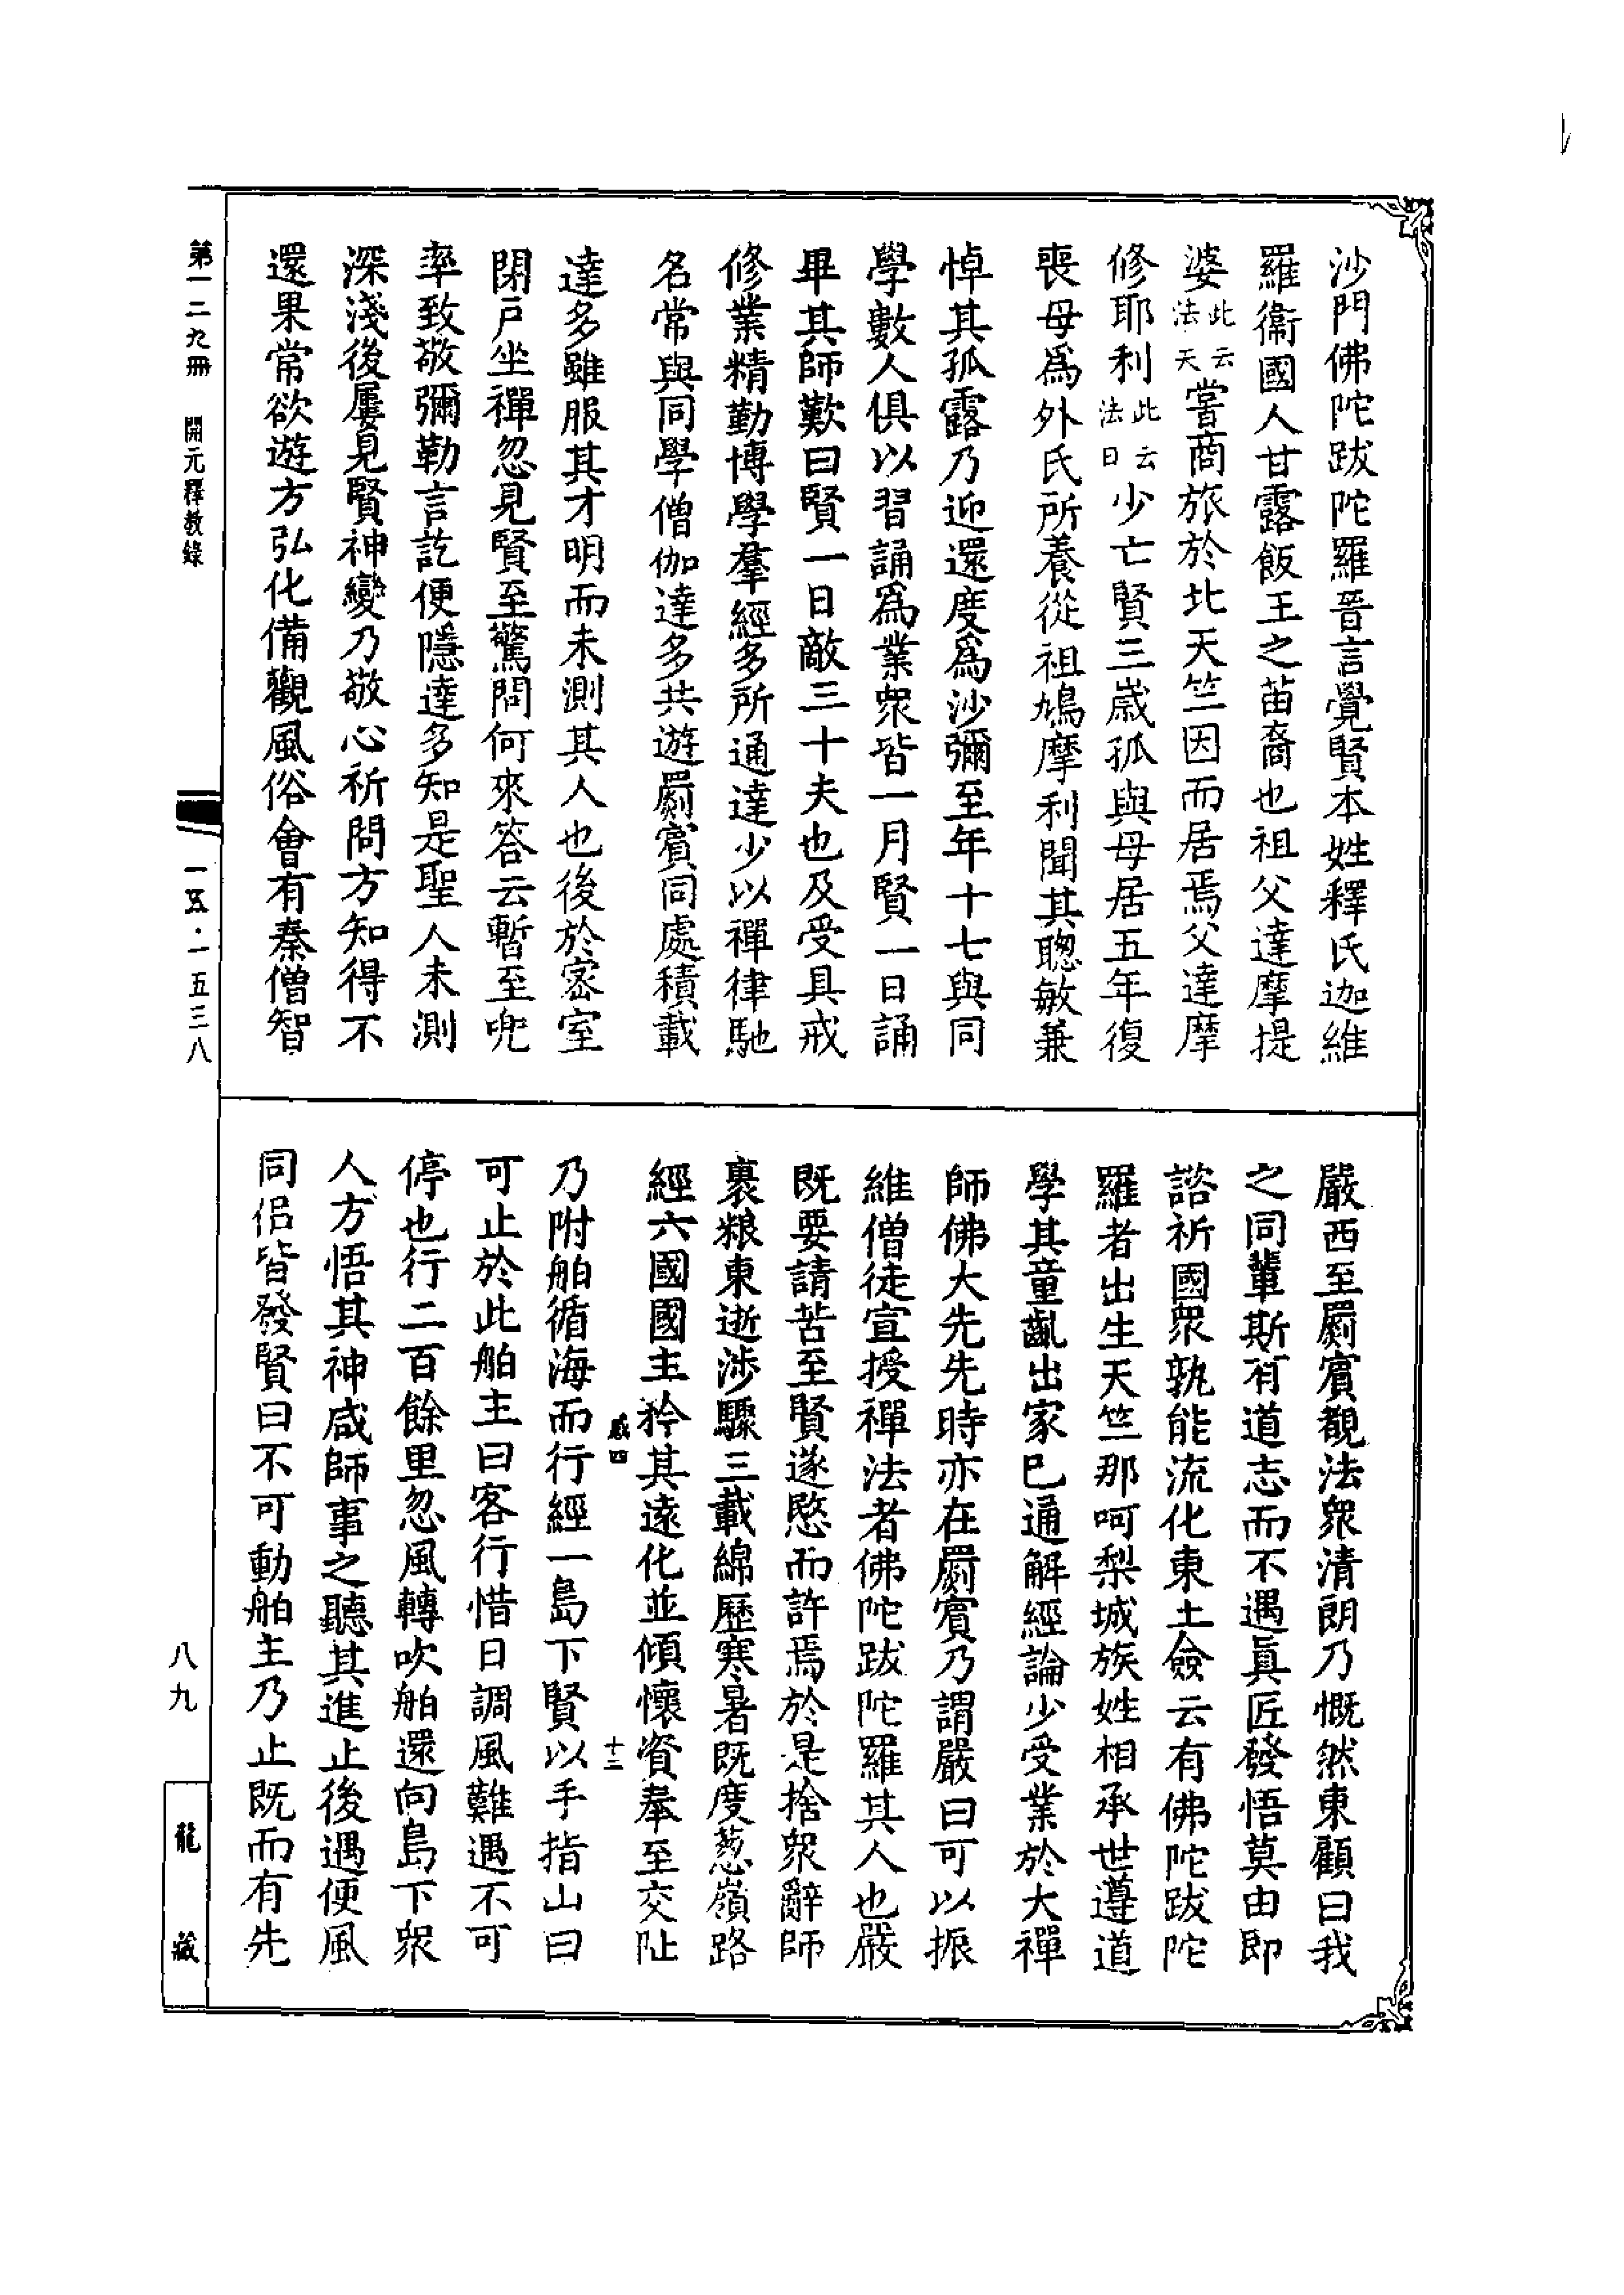 沙門佛陀跋陀羅晉言覺賢本姓釋氏迦維
羅衞國人甘露飯王之苗裔也祖父達摩提
婆此云法天嘗商旅於北天竺因而居焉父達摩
修耶利此云法日少亡賢三歲孤與母居五年復
喪母爲外氏所養從祖鳩摩利聞其聰敏兼
悼其孤露乃迎還度爲沙彌至年十七與同
學數人俱以習誦爲業衆皆一月賢一日誦
畢其師歎曰賢一日敵三十夫也及受具戒
修業精勤博學羣經多所通達少以禪律馳
名常與同學僧伽達多共遊罽賓同處積載
達多雖服其才明而未測其人也後於密室
閉戶坐禪忽見賢至驚問何來答云暫至兜
率致敬彌勒言訖便隱達多知是聖人未測
深淺後屢見賢神變乃敬心祈問方知得不
還果常欲遊方弘化備觀風俗會有秦僧智
嚴西至罽賓覩法衆清朗乃慨然東顧曰我
之同輩斯有道志而不遇眞匠發悟莫由即
諮祈國衆孰能流化東土僉云有佛陀跋陀
羅者出生天竺那呵梨城族姓相承世遵道
學其童齓出家已通解經論少受業於大禪
師佛大先先時亦在罽賓乃謂嚴曰可以振
維僧徒宣授禪法者佛陀跋陀羅其人也嚴
既要請苦至賢遂愍而許焉於是捨衆辭師
裹粮東逝涉驟三載綿歷寒暑既度葱嶺路
經六國國主矜其遠化並傾懷資奉至交阯
感四 十三
乃附舶循海而行經一島下賢以手指山曰
可止於此舶主曰客行惜日調風難遇不可
停也行二百餘里忽風轉吹舶還向島下衆
人方悟其神咸師事之聽其進止後遇便風
同侶皆發賢曰不可動舶主乃止既而有先
第一二九冊 開元釋教錄
一五·一五三八
八九
龍藏